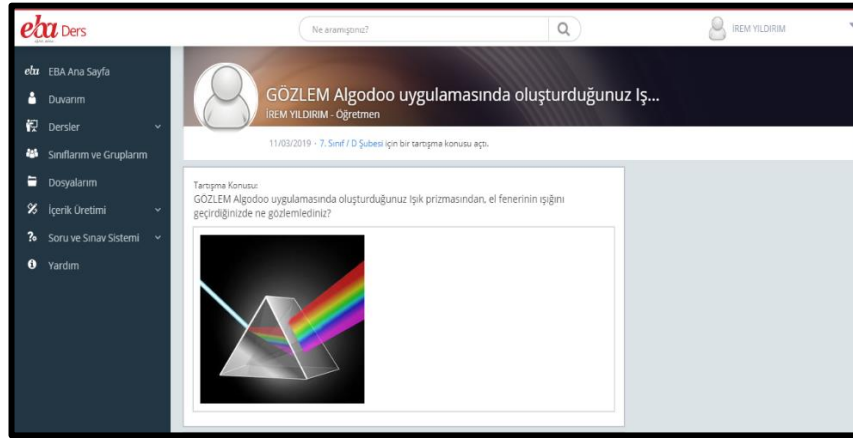 eba Ders
Ne aramıştınız?
İREM YILDIRIM
eba EBA Ana Sayfa
Duvarım
Dersler
Sınıflarım ve Gruplarım
Dosyalarım
İçerik Üretimi
Soru ve Sınav Sistemi
Yardım
GÖZLEM Algodoo uygulamasında oluşturduğunuz Iş...
İREM YILDIRIM - Öğretmen
11/03/2019 - 7. Sınıf / D Şubesi için bir tartışma konusu açtı.
Tartışma Konusu:
GÖZLEM Algodoo uygulamasında oluşturduğunuz Işık prizmasından, el fenerinin ışığını
geçirdiğinizde ne gözlemlediniz?